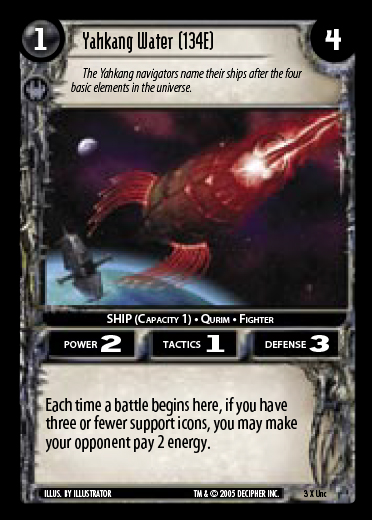 1 Yahkang Water (134E) 4
The Yahkang navigators name their ships after the four
basic elements in the universe.
SHIP (CAPACITY 1) • QURIM • FIGHTER
POWER 2 TACTICS 1 DEFENSE 3
Each time a battle begins here, if you have
three or fewer support icons, you may make
your opponent pay 2 energy.
ILLUS. BY ILLUSTRATOR TM & © 2005 DECIPHER INC. 3 X Unc